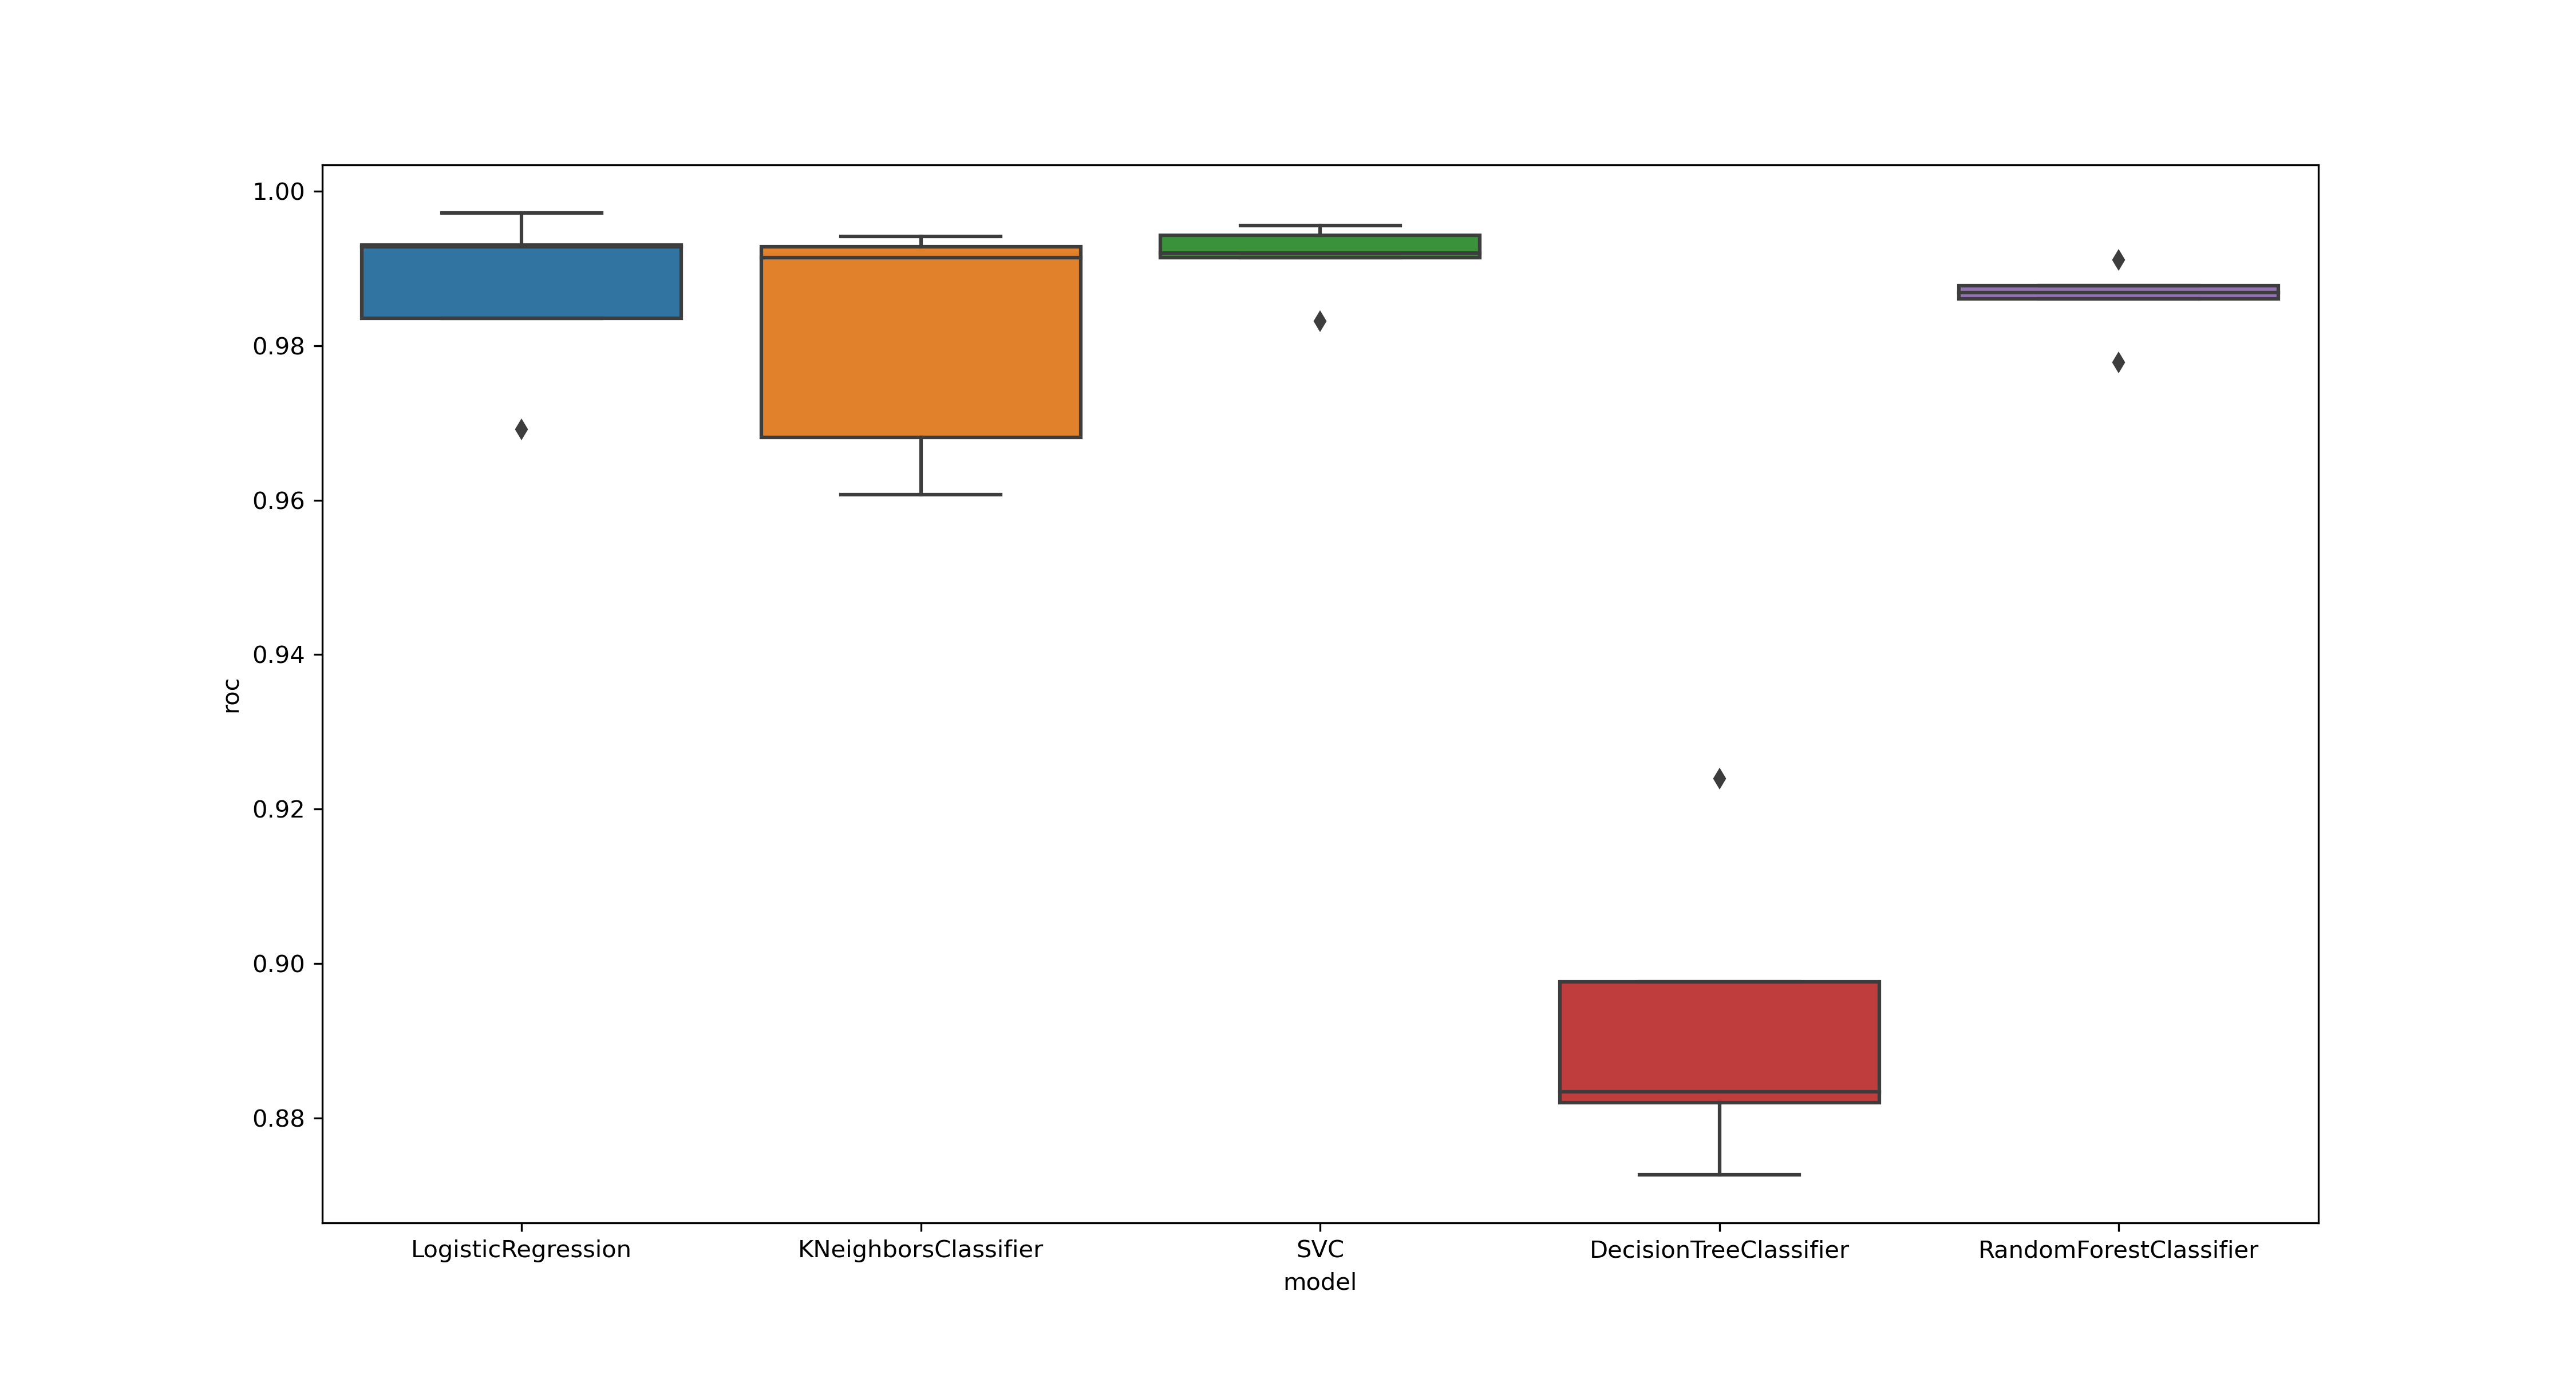 1.00
0.98
0.96
0.94
0.92
0.90
0.88
roc
LogisticRegression KNeighborsClassifier SVC DecisionTreeClassifier RandomForestClassifier
model